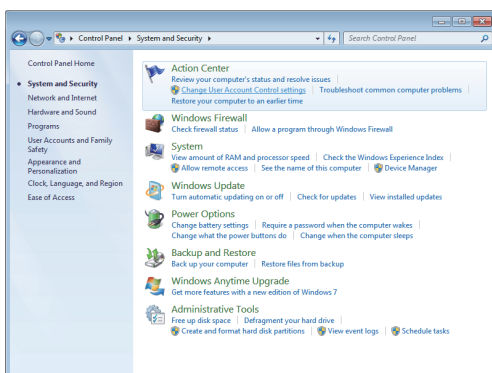 Control Panel ▸ System and Security ▸
Search Control Panel
Control Panel Home
System and Security
Network and Internet
Hardware and Sound
Programs
User Accounts and Family
Safety
Appearance and
Personalization
Clock, Language, and Region
Ease of Access
Action Center
Review your computer's status and resolve issues
Change User Account Control settings | Troubleshoot common computer problems
Restore your computer to an earlier time
Windows Firewall
Check firewall status | Allow a program through Windows Firewall
System
View amount of RAM and processor speed | Check the Windows Experience Index
Allow remote access | See the name of this computer | Device Manager
Windows Update
Turn automatic updating on or off | Check for updates | View installed updates
Power Options
Change battery settings | Require a password when the computer wakes
Change what the power buttons do | Change when the computer sleeps
Backup and Restore
Back up your computer | Restore files from backup
Windows Anytime Upgrade
Get more features with a new edition of Windows 7
Administrative Tools
Free up disk space | Defragment your hard drive
Create and format hard disk partitions | View event logs | Schedule tasks